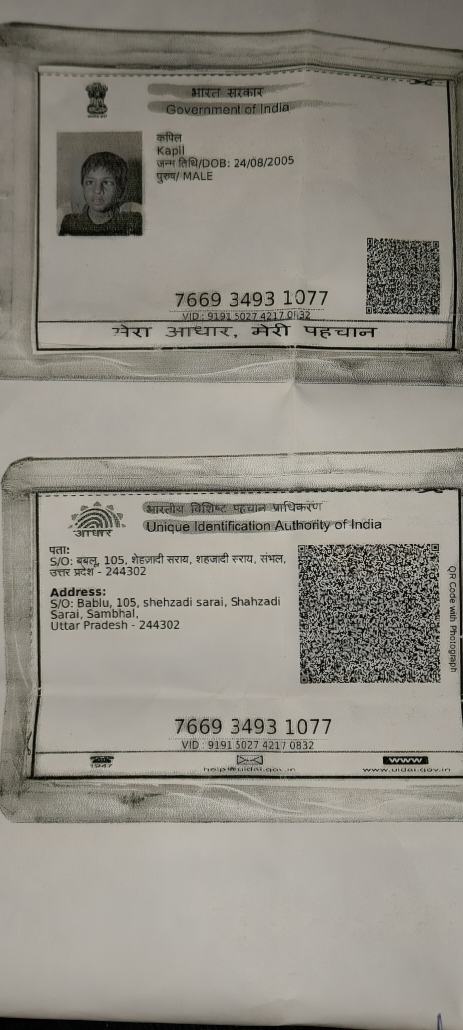 भारत सरकार
Government of India
कपिल
Kapil
जन्म तिथि/DOB: 24/08/2005
पुरुष/ MALE
7669 3493 1077
VID : 9191 5027 4217 0832
मेरा आधार, मेरी पहचान
भारतीय विशिष्ट पहचान प्राधिकरण
Unique Identification Authority of India
आधार
पता:
S/O: बबलू, 105, शेहज़ादी सराय, शहजादी स्राय, संभल,
उत्तर प्रदेश - 244302
Address:
S/O: Bablu, 105, shehzadi sarai, Shahzadi
Sarai, Sambhal,
Uttar Pradesh - 244302
QR Code with Photograph
7669 3493 1077
VID : 9191 5027 4217 0832
1947
help@uidai.gov.in
www
www.uidai.gov.in